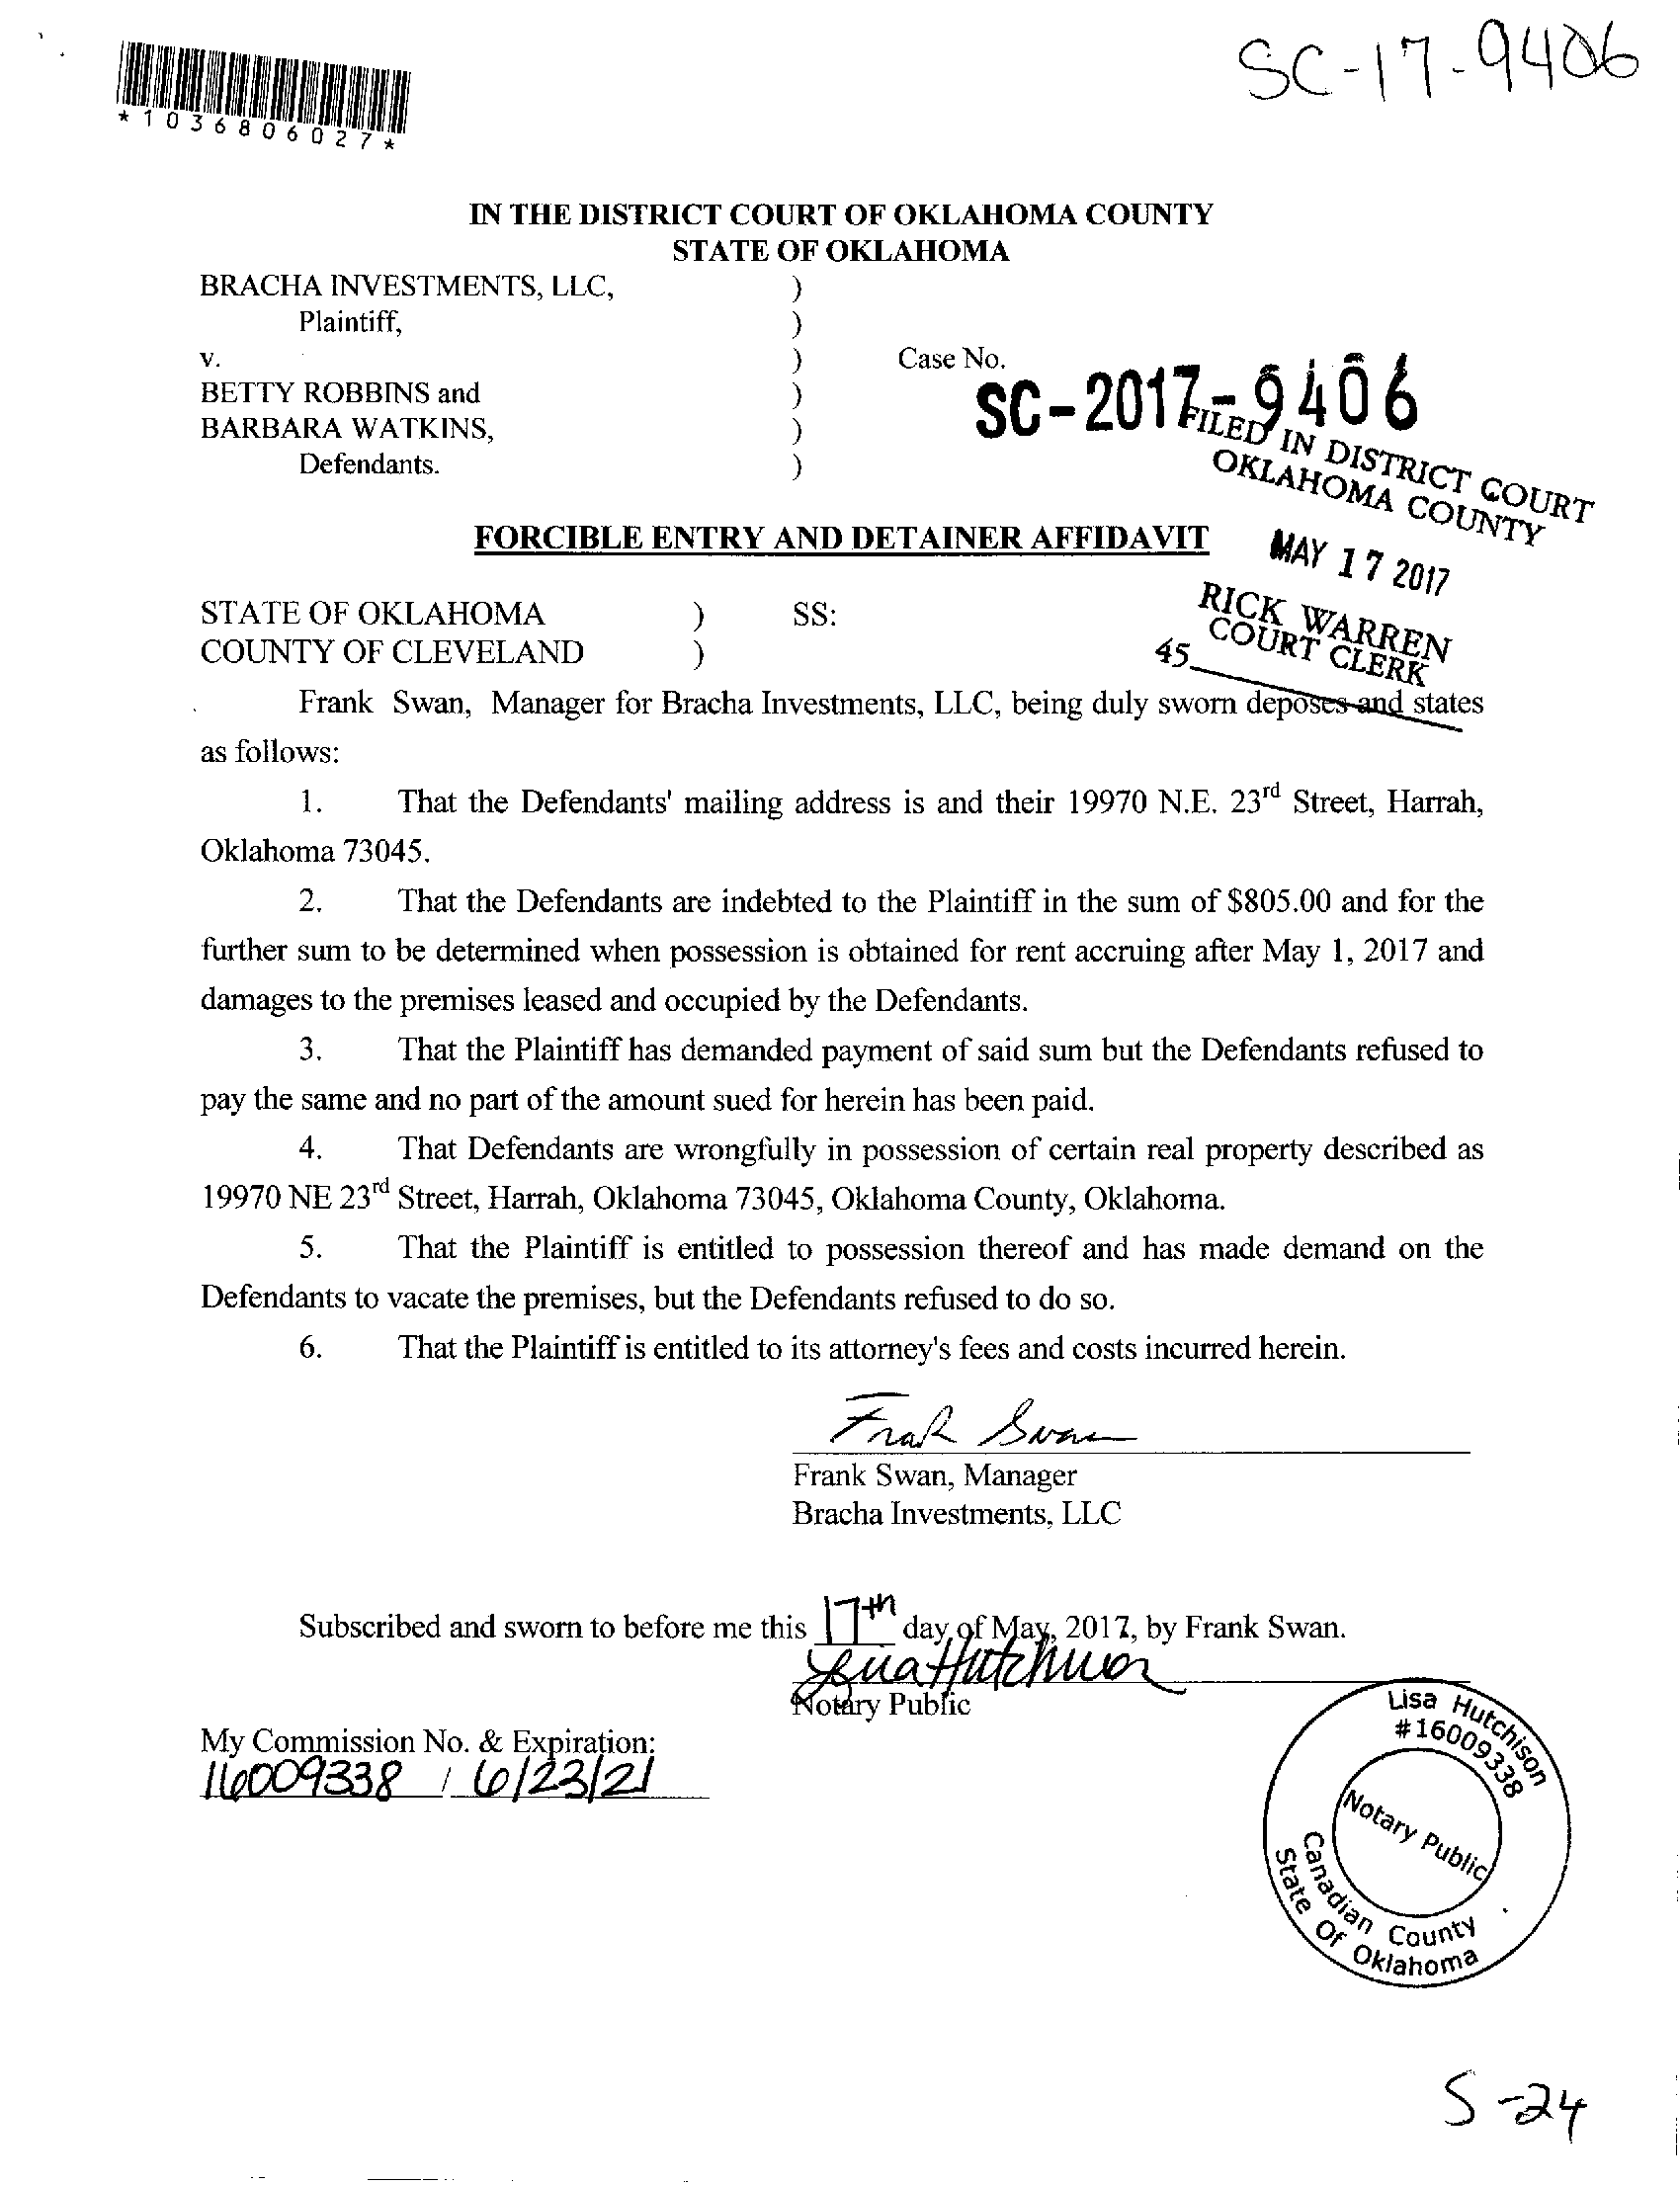 SC-17-9406
*1036806027*
IN THE DISTRICT COURT OF OKLAHOMA COUNTY
STATE OF OKLAHOMA
BRACHA INVESTMENTS, LLC, )
Plaintiff, )
v. ) Case No.
SC-2017-9406
BETTY ROBBINS and )
BARBARA WATKINS, )
Defendants. )
FILED IN DISTRICT COURT
OKLAHOMA COUNTY
MAY 17 2017
RICK WARREN
COURT CLERK
45
FORCIBLE ENTRY AND DETAINER AFFIDAVIT
STATE OF OKLAHOMA ) SS:
COUNTY OF CLEVELAND )
Frank Swan, Manager for Bracha Investments, LLC, being duly sworn deposes and states
as follows:
1. That the Defendants' mailing address is and their 19970 N.E. 23rd Street, Harrah,
Oklahoma 73045.
2. That the Defendants are indebted to the Plaintiff in the sum of $805.00 and for the
further sum to be determined when possession is obtained for rent accruing after May 1, 2017 and
damages to the premises leased and occupied by the Defendants.
3. That the Plaintiff has demanded payment of said sum but the Defendants refused to
pay the same and no part of the amount sued for herein has been paid.
4. That Defendants are wrongfully in possession of certain real property described as
19970 NE 23rd Street, Harrah, Oklahoma 73045, Oklahoma County, Oklahoma.
5. That the Plaintiff is entitled to possession thereof and has made demand on the
Defendants to vacate the premises, but the Defendants refused to do so.
6. That the Plaintiff is entitled to its attorney's fees and costs incurred herein.
Frank Swan
Frank Swan, Manager
Bracha Investments, LLC
Subscribed and sworn to before me this 17th day of May, 2017, by Frank Swan.
Lisa Hutchison
Notary Public
My Commission No. & Expiration:
16009338 / 6/23/21
Lisa Hutchison
#16009338
Notary Public
Canadian County
State Of Oklahoma
S-24